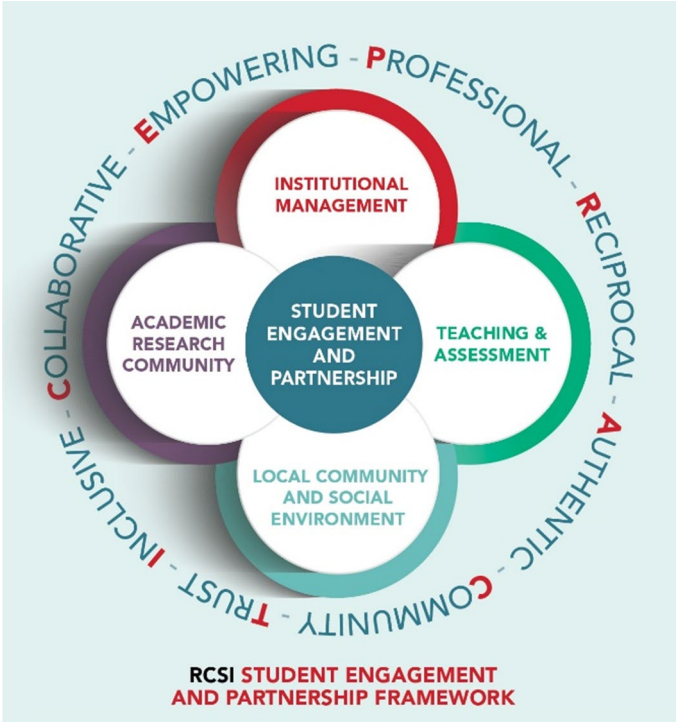 EMPOWERING - PROFESSIONAL - RECIPROCAL - AUTHENTIC - COMMUNITY - TRUST - INCLUSIVE - COLLABORATIVE -
INSTITUTIONAL
MANAGEMENT
ACADEMIC
RESEARCH
COMMUNITY
STUDENT
ENGAGEMENT
AND
PARTNERSHIP
TEACHING &
ASSESSMENT
LOCAL COMMUNITY
AND SOCIAL
ENVIRONMENT
RCSI STUDENT ENGAGEMENT
AND PARTNERSHIP FRAMEWORK